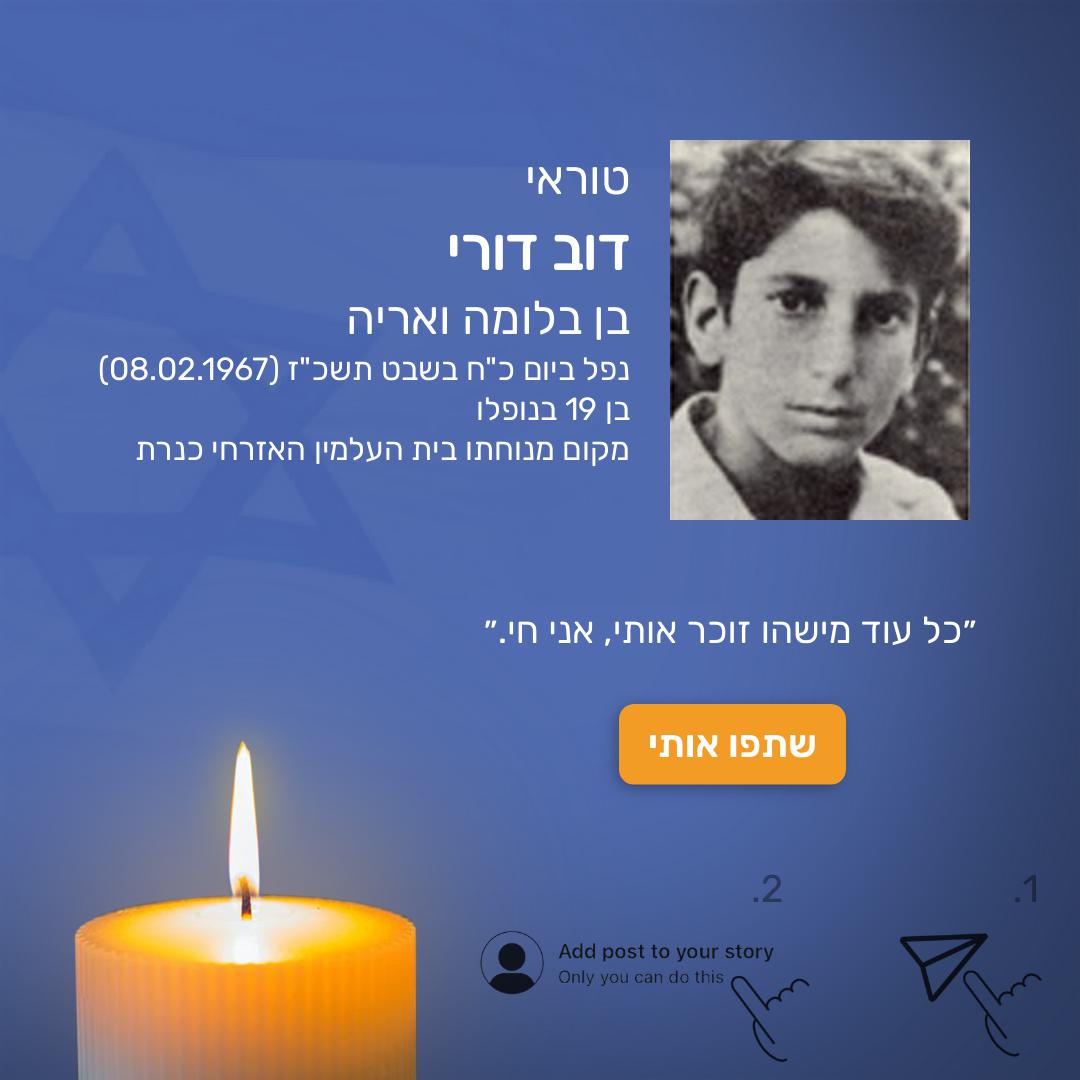 טוראי
דוב דורי
בן בלומה ואריה
נפל ביום כ"ח בשבט תשכ"ז (08.02.1967)
בן 19 בנופלו
מקום מנוחתו בית העלמין האזרחי כנרת
״כל עוד מישהו זוכר אותי, אני חי.״
שתפו אותי
1.
2.
Add post to your story
Only you can do this